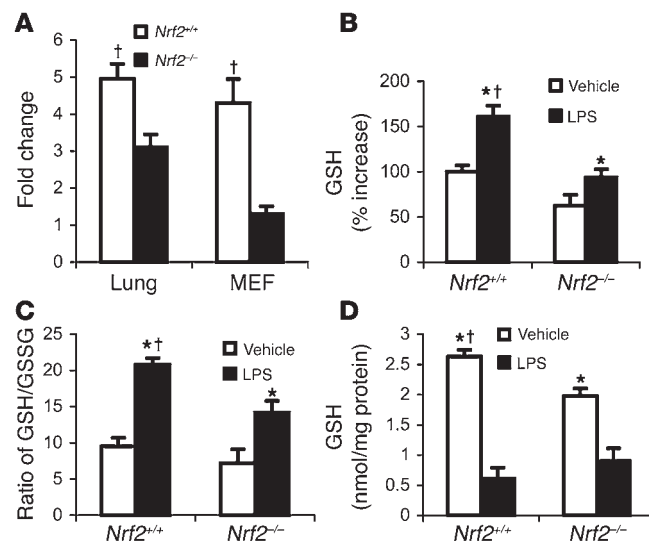 A
Nrf2+/+
Nrf2–/–
Fold change
6
5
4
3
2
1
0
†
†
Lung
MEF
B
Vehicle
LPS
GSH
(% increase)
200
150
100
50
0
*†
*
Nrf2+/+
Nrf2–/–
C
Vehicle
LPS
Ratio of GSH/GSSG
25
20
15
10
5
0
*†
*
Nrf2+/+
Nrf2–/–
D
Vehicle
LPS
GSH
(nmol/mg protein)
3
2.5
2
1.5
1
0.5
0
*†
*
Nrf2+/+
Nrf2–/–